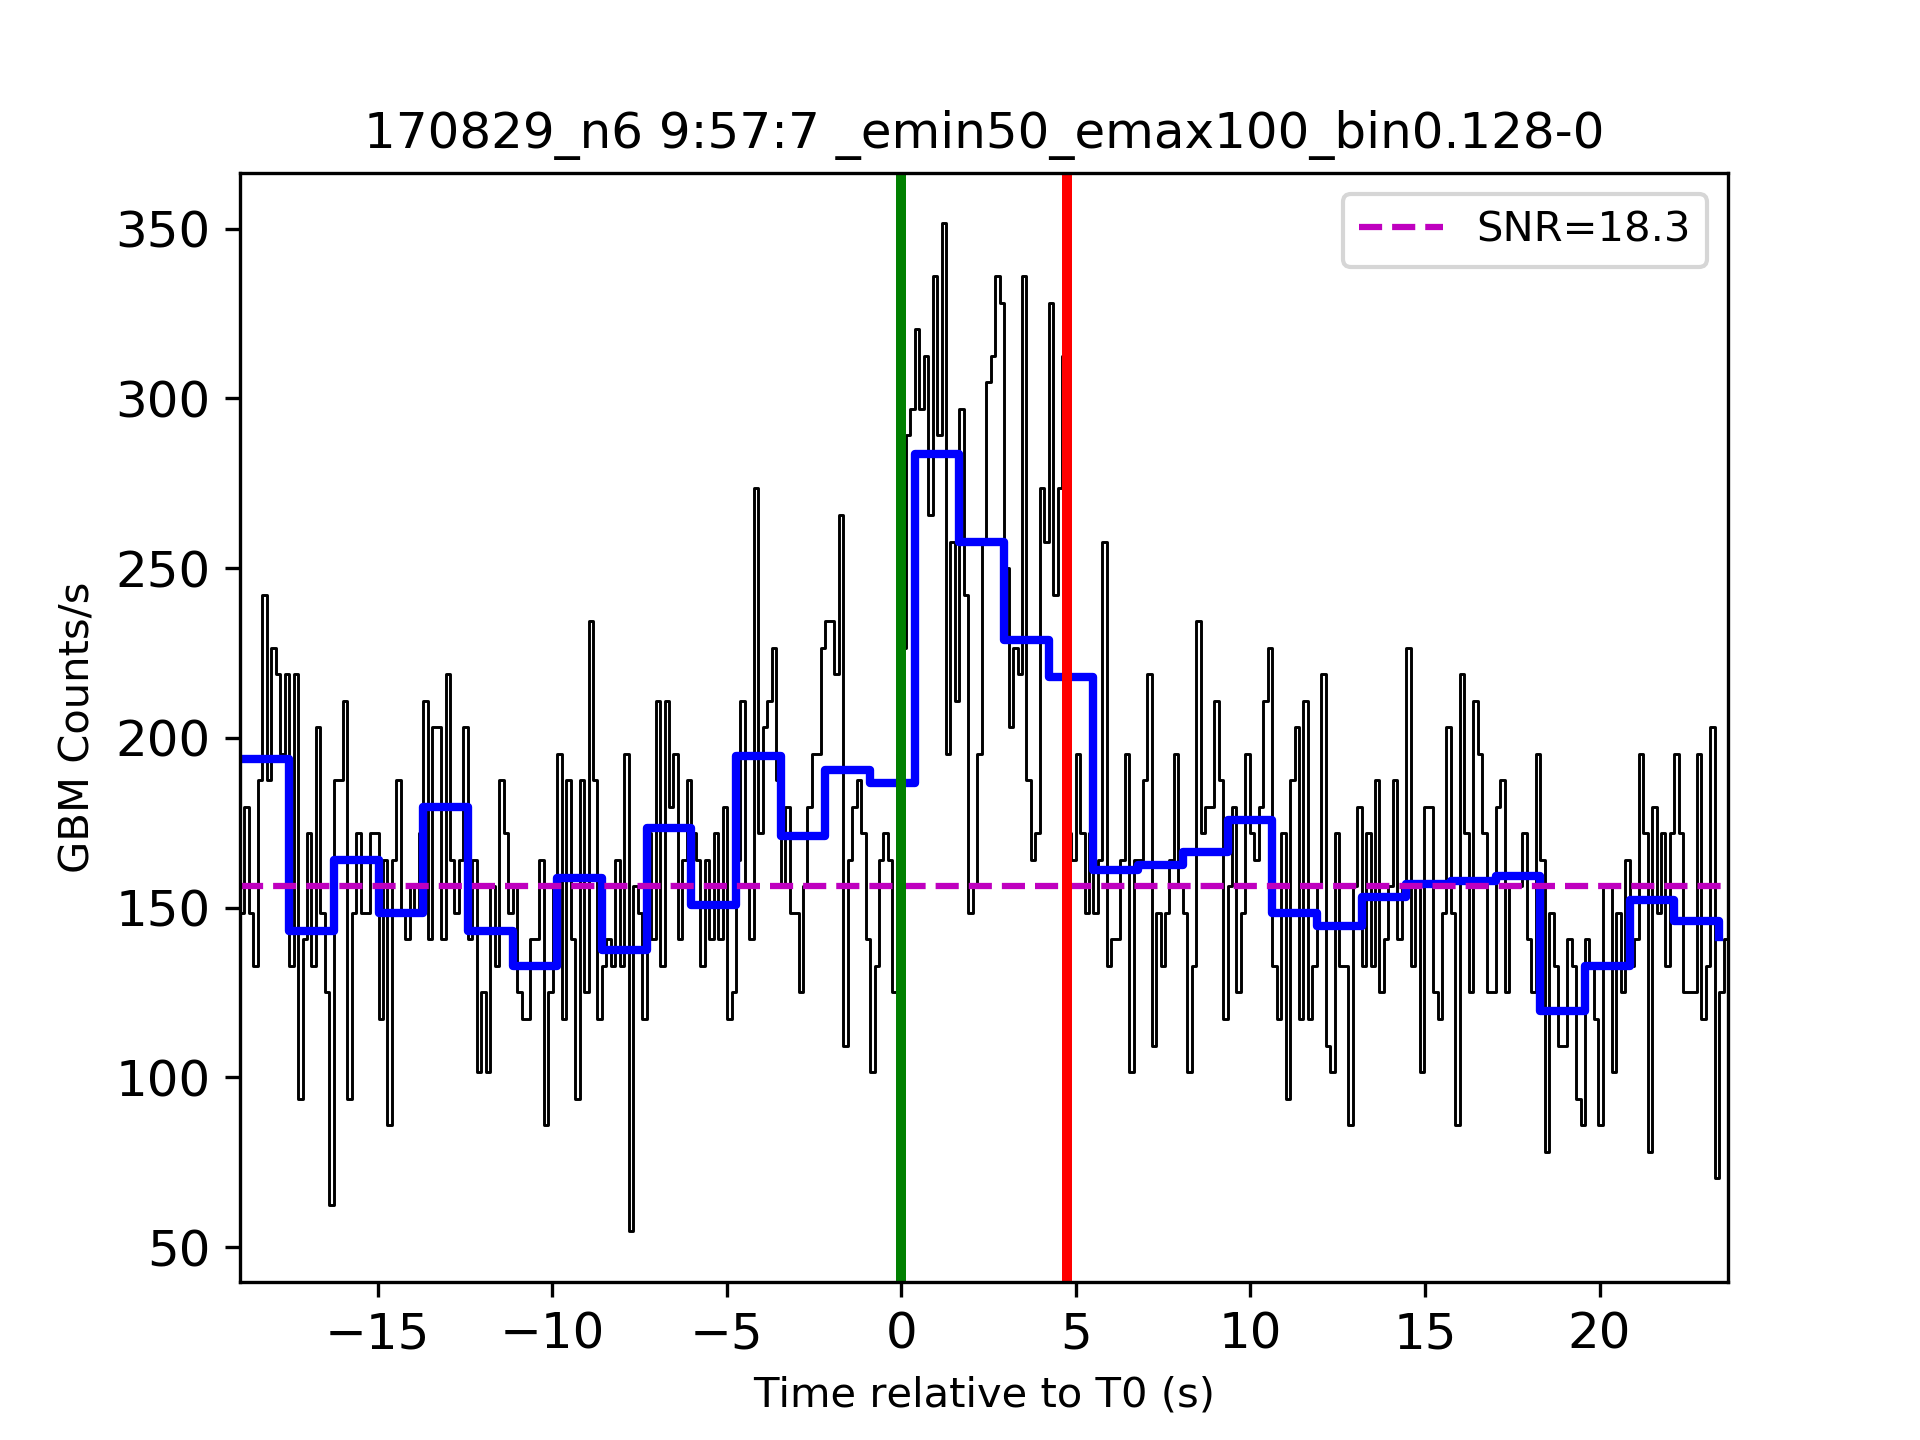 170829_n6 9:57:7 _emin50_emax100_bin0.128-0
SNR=18.3
350
300
250
200
150
100
50
GBM Counts/s
−15 −10 −5 0 5 10 15 20
Time relative to T0 (s)